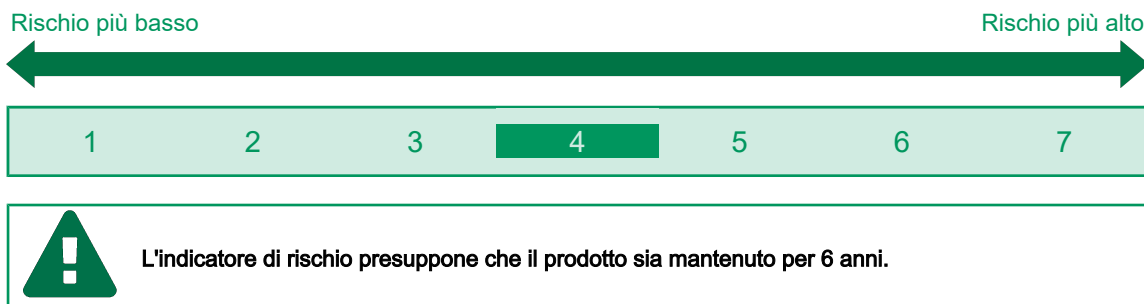 Rischio più basso Rischio più alto
1 2 3 4 5 6 7
L'indicatore di rischio presuppone che il prodotto sia mantenuto per 6 anni.